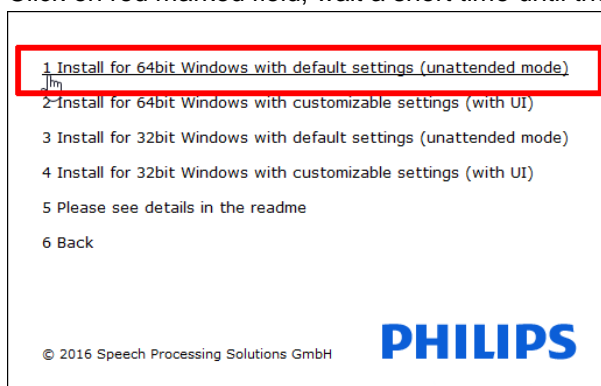 1 Install for 64bit Windows with default settings (unattended mode)
2 Install for 64bit Windows with customizable settings (with UI)
3 Install for 32bit Windows with default settings (unattended mode)
4 Install for 32bit Windows with customizable settings (with UI)
5 Please see details in the readme
6 Back
© 2016 Speech Processing Solutions GmbH
PHILIPS